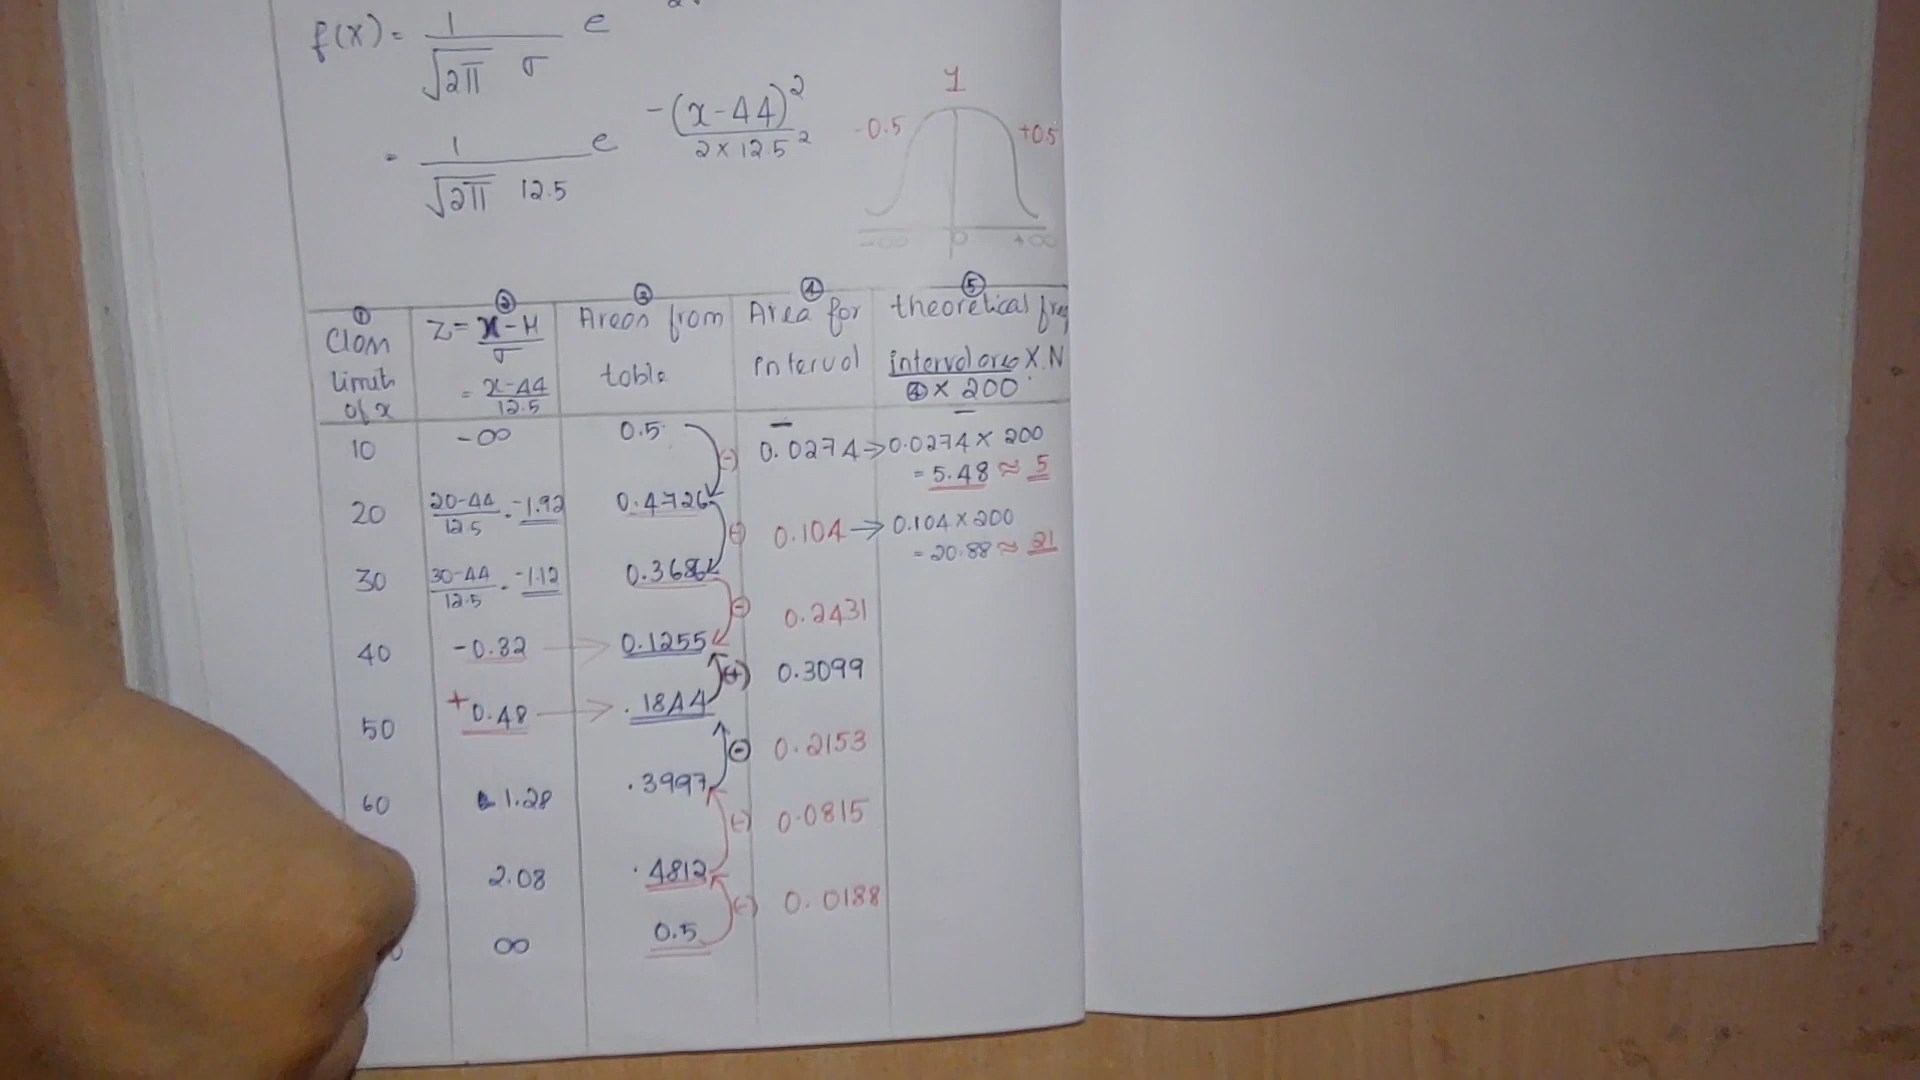 f(x) = 1 / √2π σ e
= 1 / √2π 12.5 e -(x-44)² / 2×12.5²
1
-0.5 +0.5
-∞ 0 +∞
① ② ③ ④ ⑤
Class limits of x
Z = x-μ / σ
= x-44 / 12.5
Areas from table
Area for interval
theoretical freq
interval area X.N
④ × 200
10 -∞ 0.5 (-) 0.0274 → 0.0274 × 200
= 5.48 ≈ 5
20 20-44 / 12.5 = -1.92 0.4726 (-) 0.104 → 0.104 × 200
= 20.88 ≈ 21
30 30-44 / 12.5 = -1.12 0.3686 (-) 0.2431
40 -0.32 → 0.1255 (+) 0.3099
50 +0.48 → .1844 (-) 0.2153
60 1.28 .3997 (-) 0.0815
2.08 .4812 (-) 0.0188
∞ 0.5